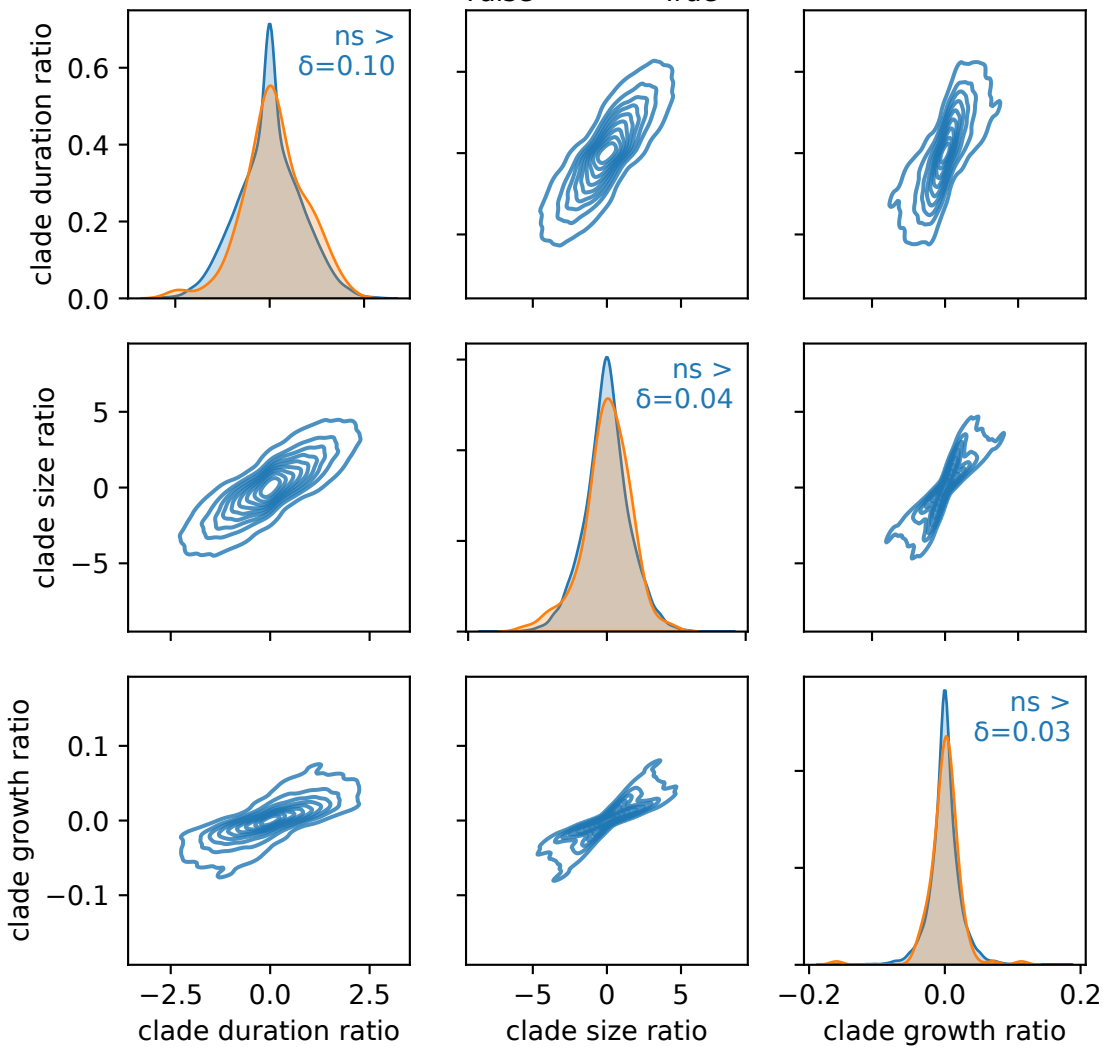 clade duration ratio
0.6
0.4
0.2
0.0
ns >
δ=0.10
clade size ratio
5
0
−5
ns >
δ=0.04
clade growth ratio
0.1
0.0
−0.1
ns >
δ=0.03
−2.5
0.0
2.5
−5
0
5
−0.2
0.0
0.2
clade duration ratio
clade size ratio
clade growth ratio